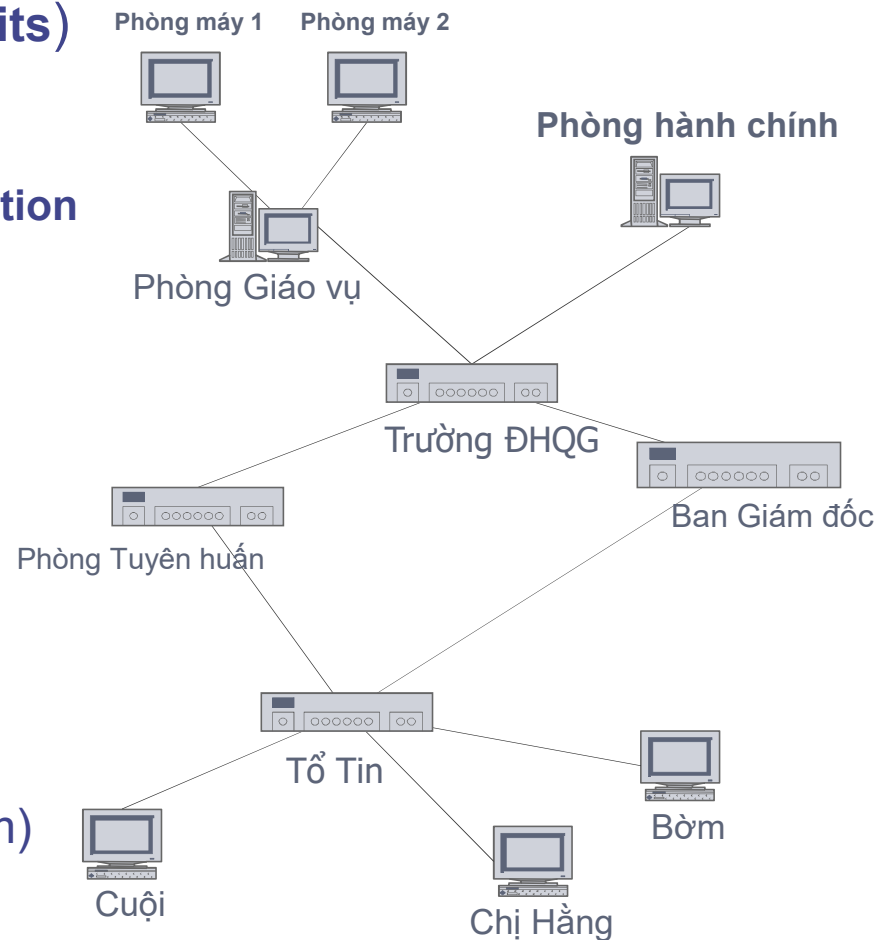 its)
Phòng máy 1 Phòng máy 2
Phòng hành chính
tion
Phòng Giáo vụ
Trường ĐHQG
Ban Giám đốc
Phòng Tuyên huấn
Tổ Tin
Bờm
n)
Cuội
Chị Hằng